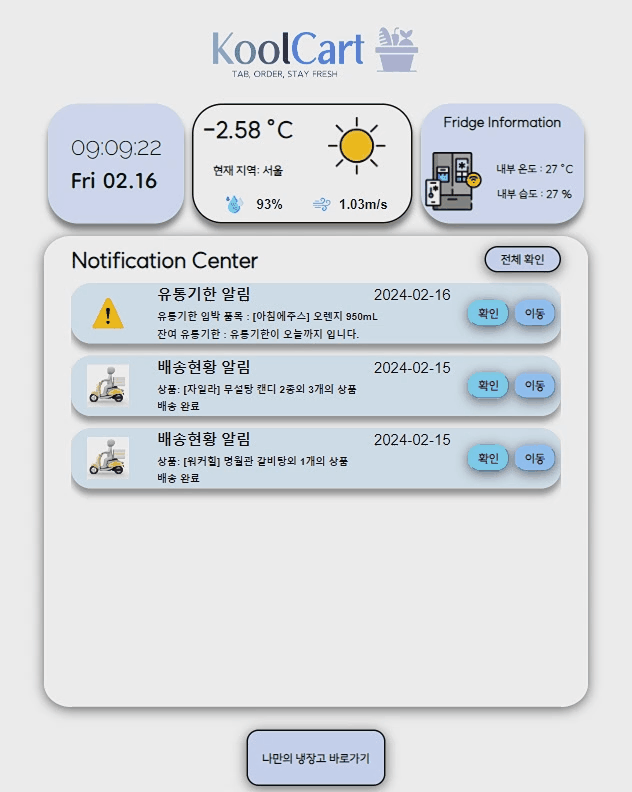 KoolCart
TAB, ORDER, STAY FRESH
09:09:22
Fri 02.16
-2.58 °C
현재 지역: 서울
93%
1.03m/s
Fridge Information
내부 온도 : 27 °C
내부 습도 : 27 %
Notification Center
전체 확인
유통기한 알림
2024-02-16
유통기한 임박 품목 : [아침에주스] 오렌지 950mL
잔여 유통기한 : 유통기한이 오늘까지 입니다.
확인
이동
배송현황 알림
2024-02-15
상품: [자일라] 무설탕 캔디 2종외 3개의 상품
배송 완료
확인
이동
배송현황 알림
2024-02-15
상품: [워커힐] 명월관 갈비탕외 1개의 상품
배송 완료
확인
이동
나만의 냉장고 바로가기